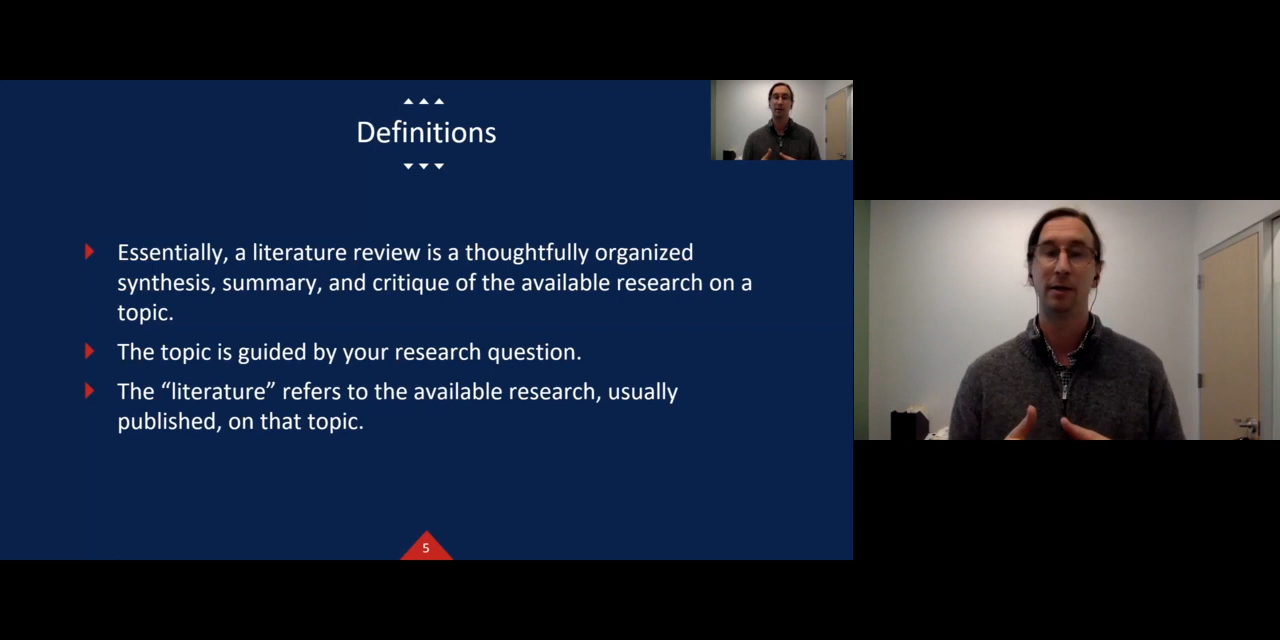 Definitions
Essentially, a literature review is a thoughtfully organized
synthesis, summary, and critique of the available research on a
topic.
The topic is guided by your research question.
The “literature” refers to the available research, usually
published, on that topic.
5